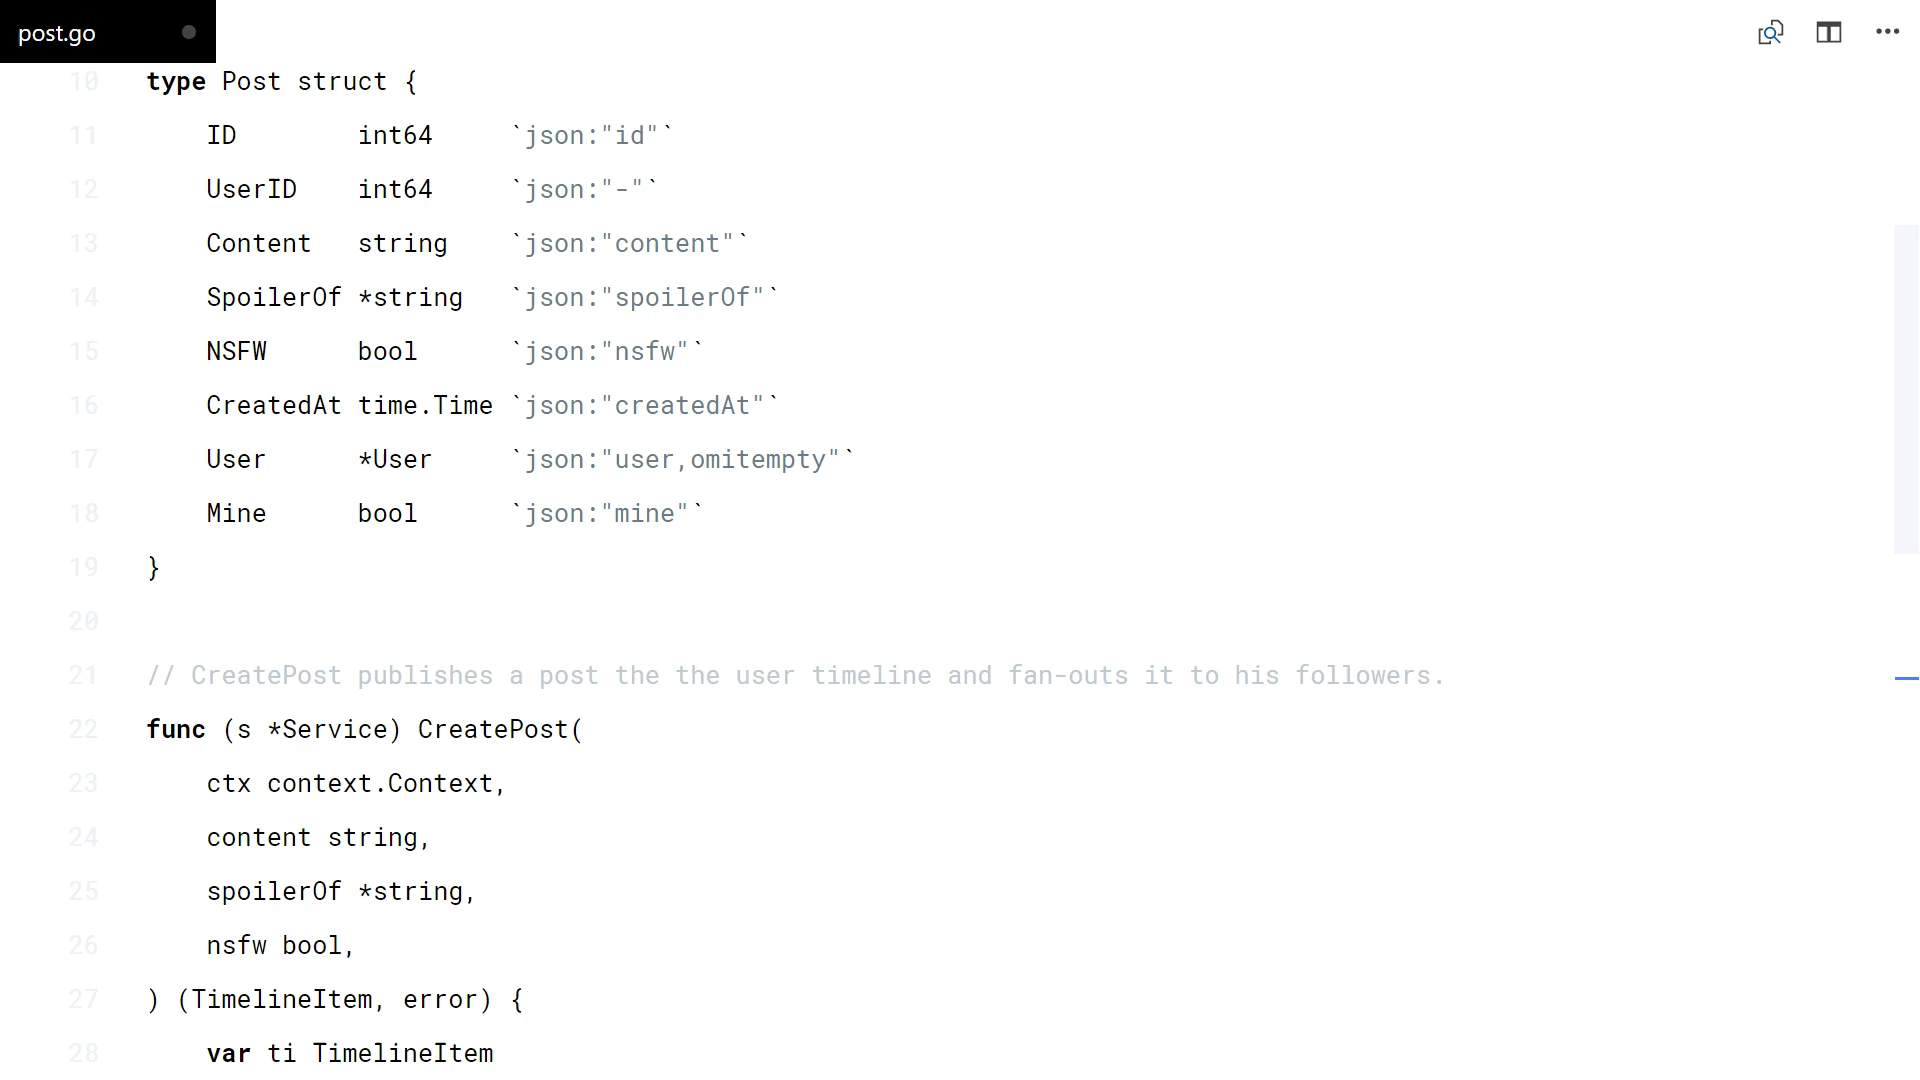 post.go
10 type Post struct {
11     ID        int64     `json:"id"`
12     UserID    int64     `json:"-"`
13     Content   string    `json:"content"`
14     SpoilerOf *string   `json:"spoilerOf"`
15     NSFW      bool      `json:"nsfw"`
16     CreatedAt time.Time `json:"createdAt"`
17     User      *User     `json:"user,omitempty"`
18     Mine      bool      `json:"mine"`
19 }
20
21 // CreatePost publishes a post the the user timeline and fan-outs it to his followers.
22 func (s *Service) CreatePost(
23     ctx context.Context,
24     content string,
25     spoilerOf *string,
26     nsfw bool,
27 ) (TimelineItem, error) {
28     var ti TimelineItem